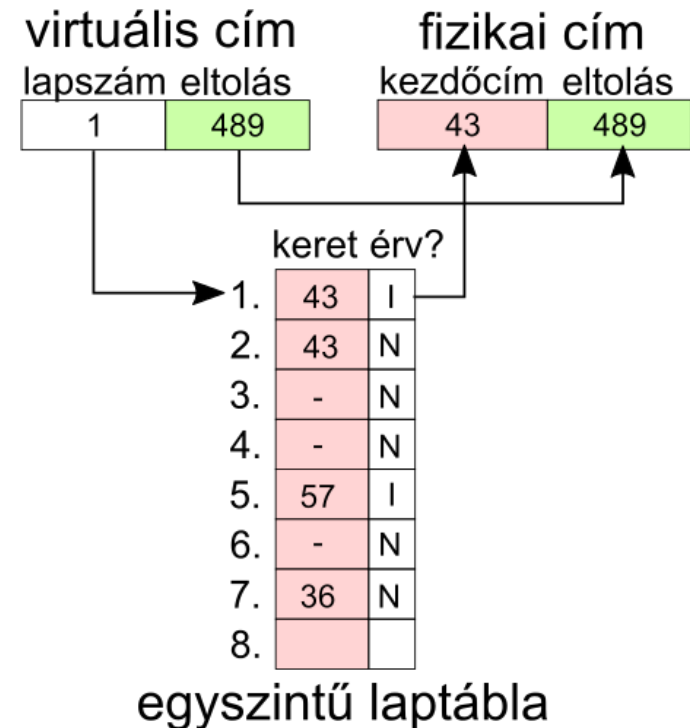 virtuális cím
lapszám eltolás
1 489
fizikai cím
kezdőcím eltolás
43 489
keret érv?
1. 43 I
2. 43 N
3. - N
4. - N
5. 57 I
6. - N
7. 36 N
8.
egyszintű laptábla